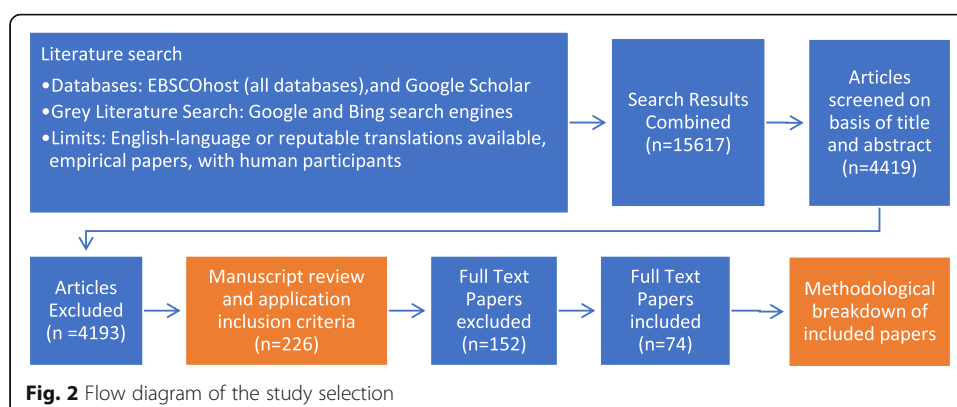 Literature search
•Databases: EBSCOhost (all databases),and Google Scholar
•Grey Literature Search: Google and Bing search engines
•Limits: English-language or reputable translations available,
empirical papers, with human participants
Search Results
Combined
(n=15617)
Articles
screened on
basis of title
and abstract
(n=4419)
Articles
Excluded
(n =4193)
Manuscript review
and application
inclusion criteria
(n=226)
Full Text
Papers
excluded
(n=152)
Full Text
Papers
included
(n=74)
Methodological
breakdown of
included papers
Fig. 2 Flow diagram of the study selection